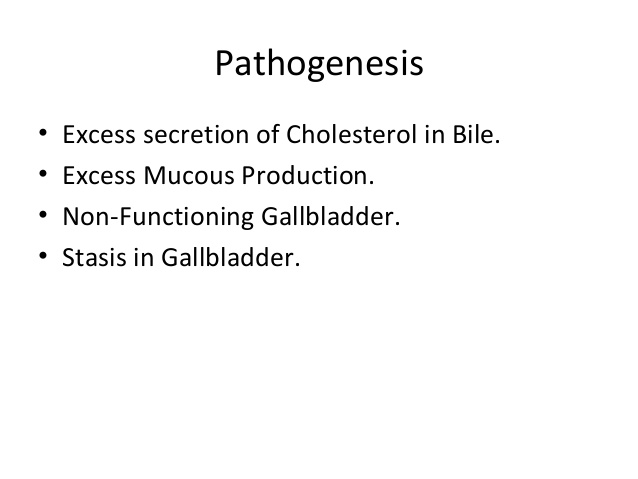 Pathogenesis
• Excess secretion of Cholesterol in Bile.
• Excess Mucous Production.
• Non-Functioning Gallbladder.
• Stasis in Gallbladder.